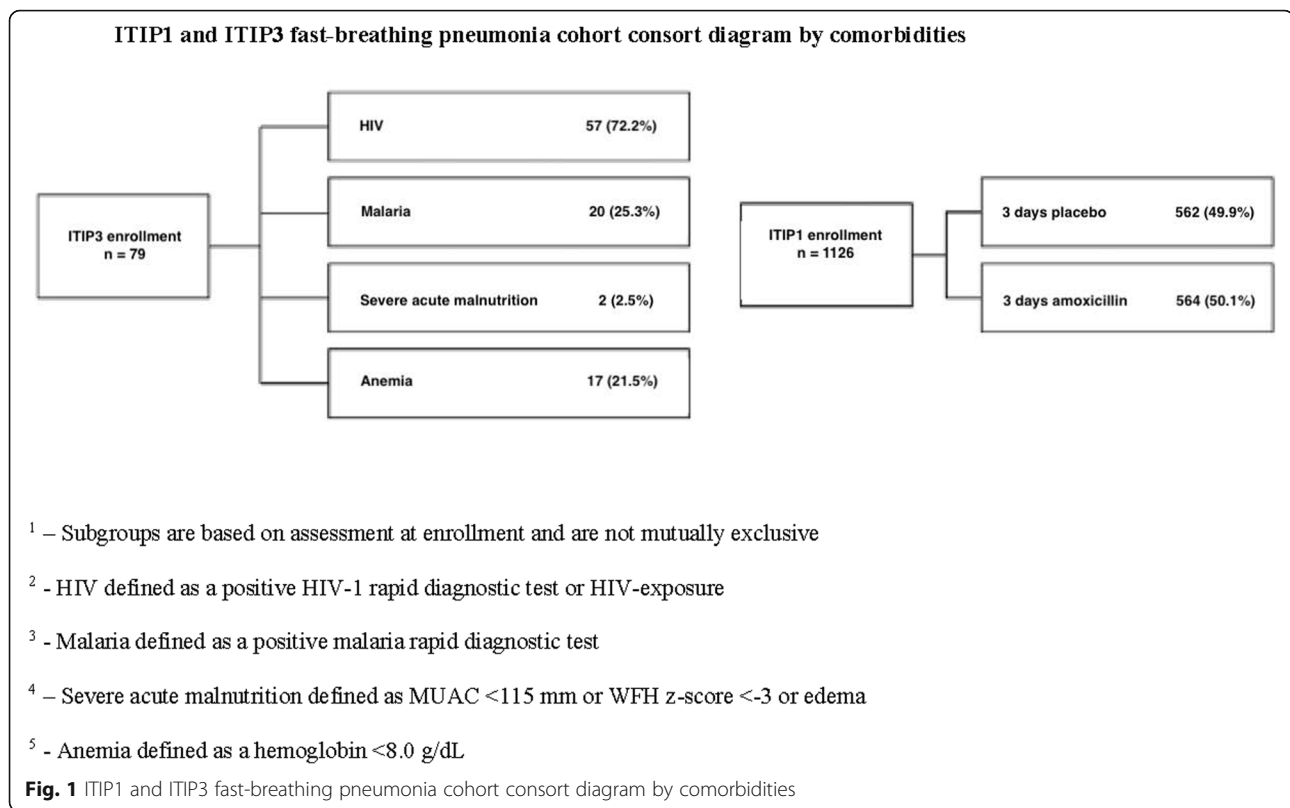 ITIP1 and ITIP3 fast-breathing pneumonia cohort consort diagram by comorbidities
ITIP3 enrollment
n = 79
HIV 57 (72.2%)
Malaria 20 (25.3%)
Severe acute malnutrition 2 (2.5%)
Anemia 17 (21.5%)
ITIP1 enrollment
n = 1126
3 days placebo 562 (49.9%)
3 days amoxicillin 564 (50.1%)
1 – Subgroups are based on assessment at enrollment and are not mutually exclusive
2 - HIV defined as a positive HIV-1 rapid diagnostic test or HIV-exposure
3 - Malaria defined as a positive malaria rapid diagnostic test
4 – Severe acute malnutrition defined as MUAC <115 mm or WFH z-score <-3 or edema
5 - Anemia defined as a hemoglobin <8.0 g/dL
Fig. 1 ITIP1 and ITIP3 fast-breathing pneumonia cohort consort diagram by comorbidities